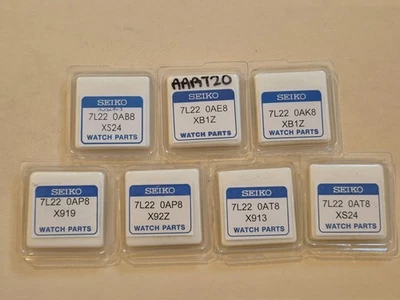 SEIKO
7L22 0AB8
XS24
WATCH PARTS
AAA720
SEIKO
7L22 0AE8
XB1Z
WATCH PARTS
SEIKO
7L22 0AK8
XB1Z
WATCH PARTS
SEIKO
7L22 0AP8
X919
WATCH PARTS
SEIKO
7L22 0AP8
X92Z
WATCH PARTS
SEIKO
7L22 0AT8
X913
WATCH PARTS
SEIKO
7L22 0AT8
XS24
WATCH PARTS